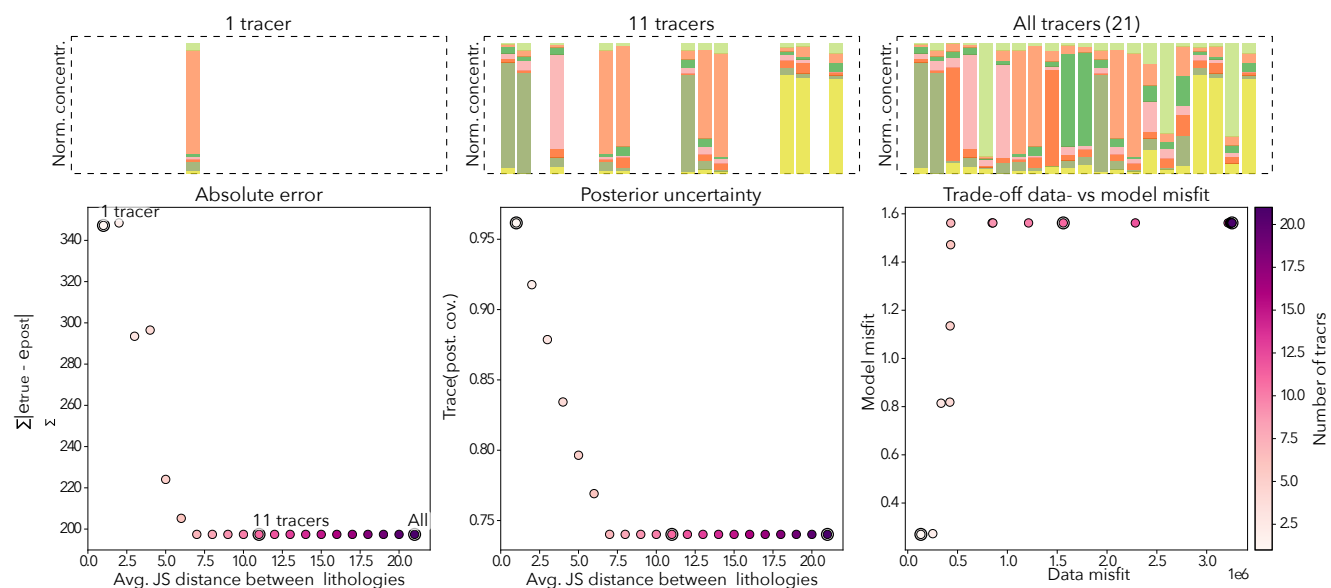 1 tracer
11 tracers
All tracers (21)
Norm. concentr.
Norm. concentr.
Norm. concentr.
Absolute error
Posterior uncertainty
Trade-off data- vs model misfit
1 tracer
11 tracers
All
Σ|etrue - epost|
Σ
340
320
300
280
260
240
220
200
0.0 2.5 5.0 7.5 10.0 12.5 15.0 17.5 20.0
Avg. JS distance between lithologies
Trace(post. cov.)
0.95
0.90
0.85
0.80
0.75
0.0 2.5 5.0 7.5 10.0 12.5 15.0 17.5 20.0
Avg. JS distance between lithologies
Model misfit
1.6
1.4
1.2
1.0
0.8
0.6
0.4
0.0 0.5 1.0 1.5 2.0 2.5 3.0
1e6
Data misfit
20.0
17.5
15.0
12.5
10.0
7.5
5.0
2.5
Number of tracrs